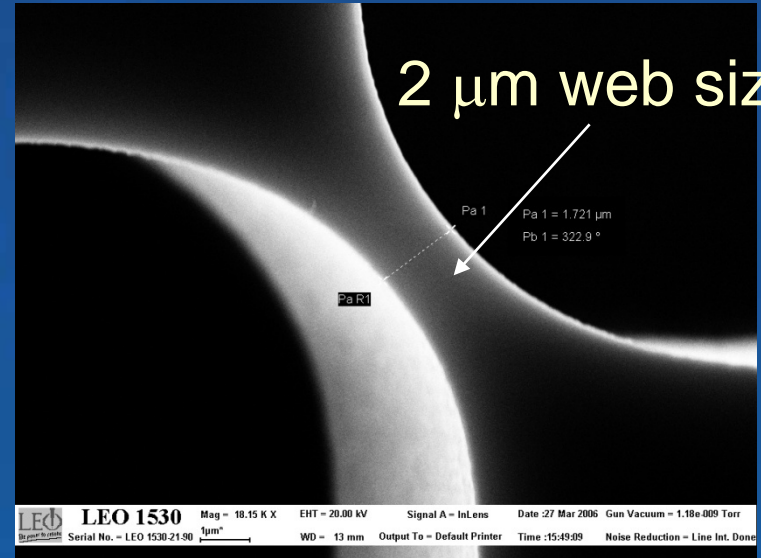 2 μm web siz
Pa 1
Pa 1 = 1.721 µm
Pb 1 = 322.9 °
Pa R1
LEO
LEO 1530
Serial No. = LEO 1530-21-90
Mag = 18.15 K X
1µm*
EHT = 20.00 kV
WD = 13 mm
Signal A = InLens
Output To = Default Printer
Date :27 Mar 2006
Time :15:49:09
Gun Vacuum = 1.18e-009 Torr
Noise Reduction = Line Int. Done